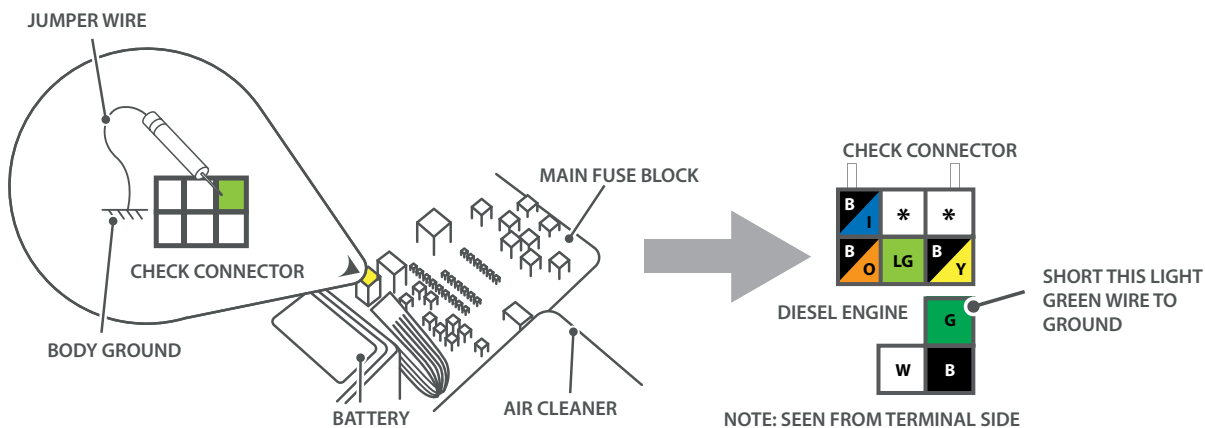 JUMPER WIRE
MAIN FUSE BLOCK
CHECK CONNECTOR
BODY GROUND
BATTERY
AIR CLEANER
CHECK CONNECTOR
B I * *
B O LG B Y
DIESEL ENGINE
G
W B
SHORT THIS LIGHT
GREEN WIRE TO
GROUND
NOTE: SEEN FROM TERMINAL SIDE